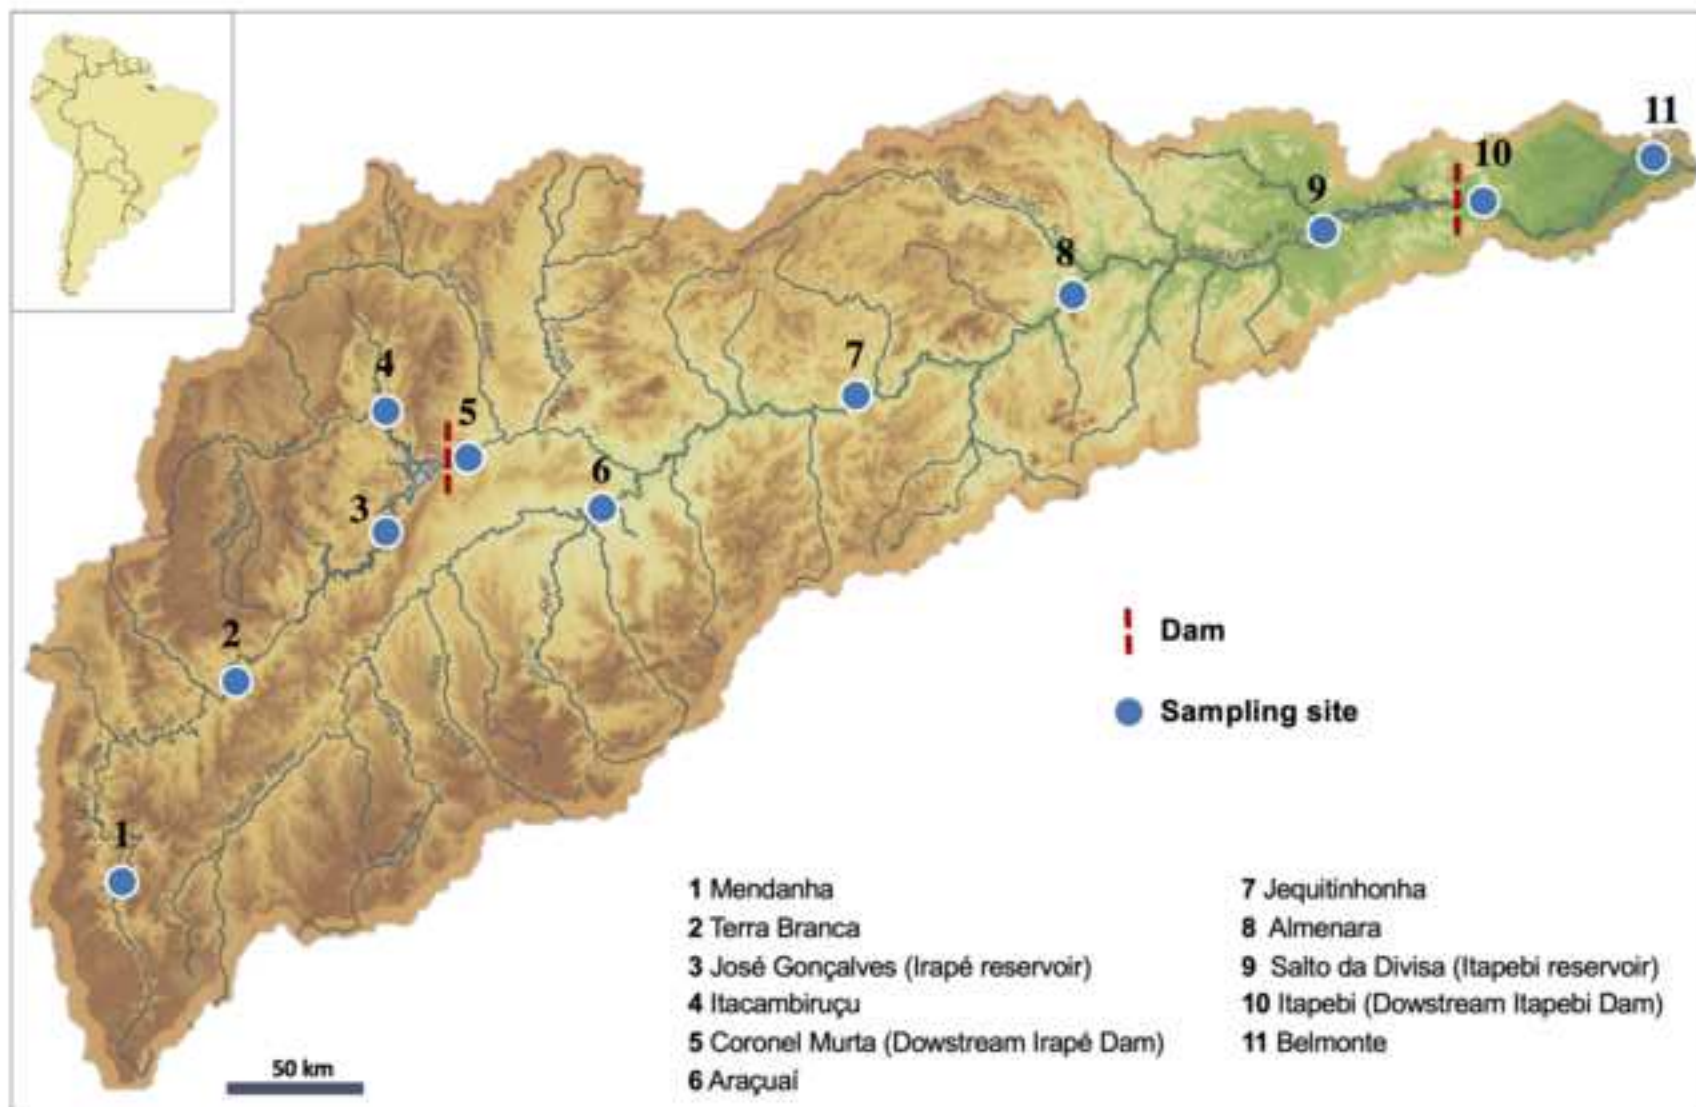 11
10
9
8
7
4
5
6
3
2
1
Dam
Sampling site
50 km
1 Mendanha
2 Terra Branca
3 José Gonçalves (Irapé reservoir)
4 Itacambiruçu
5 Coronel Murta (Dowstream Irapé Dam)
6 Araçuaí
7 Jequitinhonha
8 Almenara
9 Salto da Divisa (Itapebi reservoir)
10 Itapebi (Dowstream Itapebi Dam)
11 Belmonte